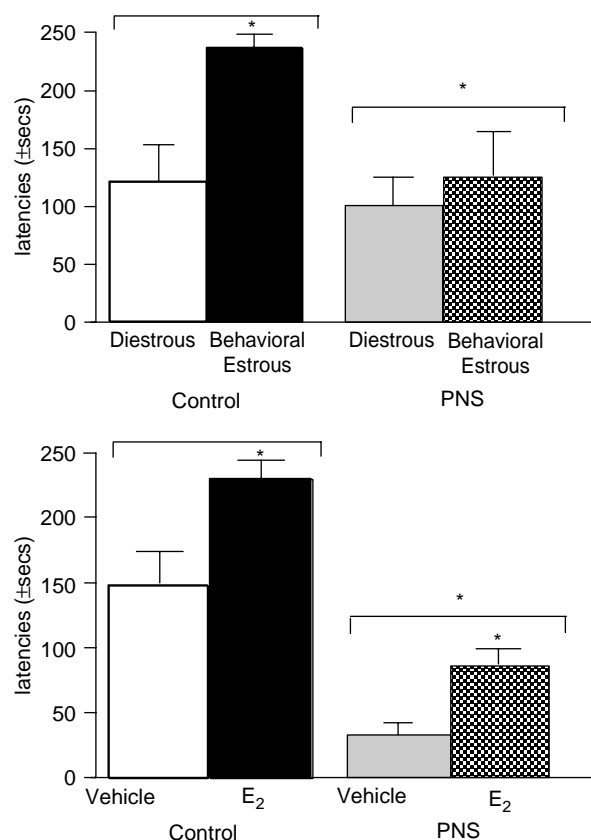 latencies (±secs)
250
200
150
100
50
0
*
*
Diestrous Behavioral Estrous Diestrous Behavioral Estrous
Control PNS
latencies (±secs)
250
200
150
100
50
0
*
*
*
Vehicle E₂ Vehicle E₂
Control PNS